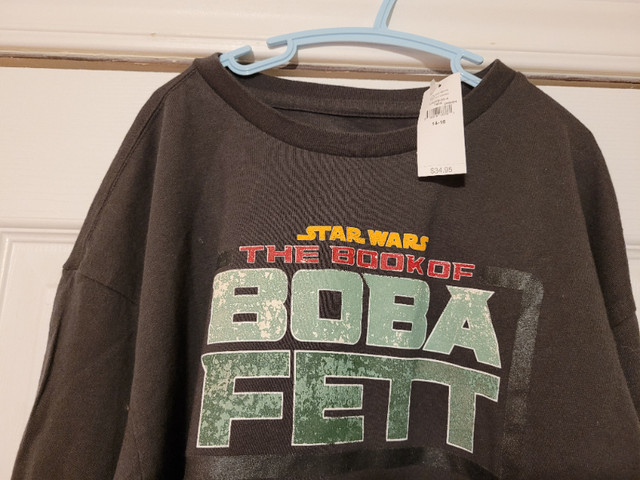 14-16
$34.95
STAR WARS
THE BOOK OF
BOBA
FETT